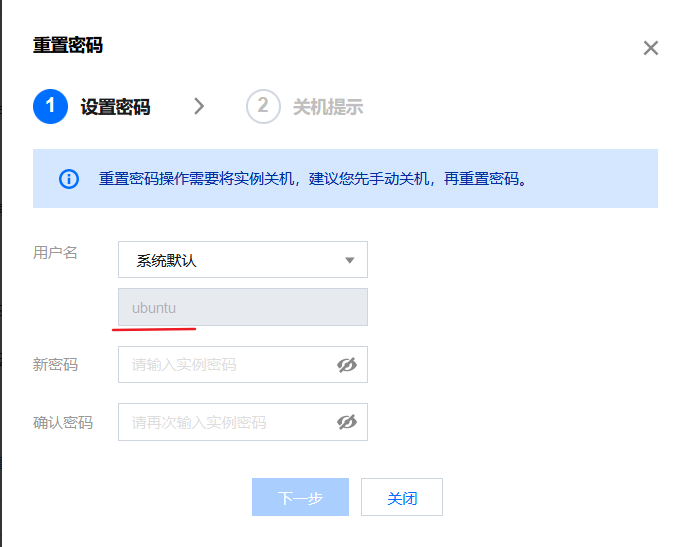 重置密码
1 设置密码 2 关机提示
重置密码操作需要将实例关机，建议您先手动关机，再重置密码。
用户名 系统默认
ubuntu
新密码 请输入实例密码
确认密码 请再次输入实例密码
下一步 关闭